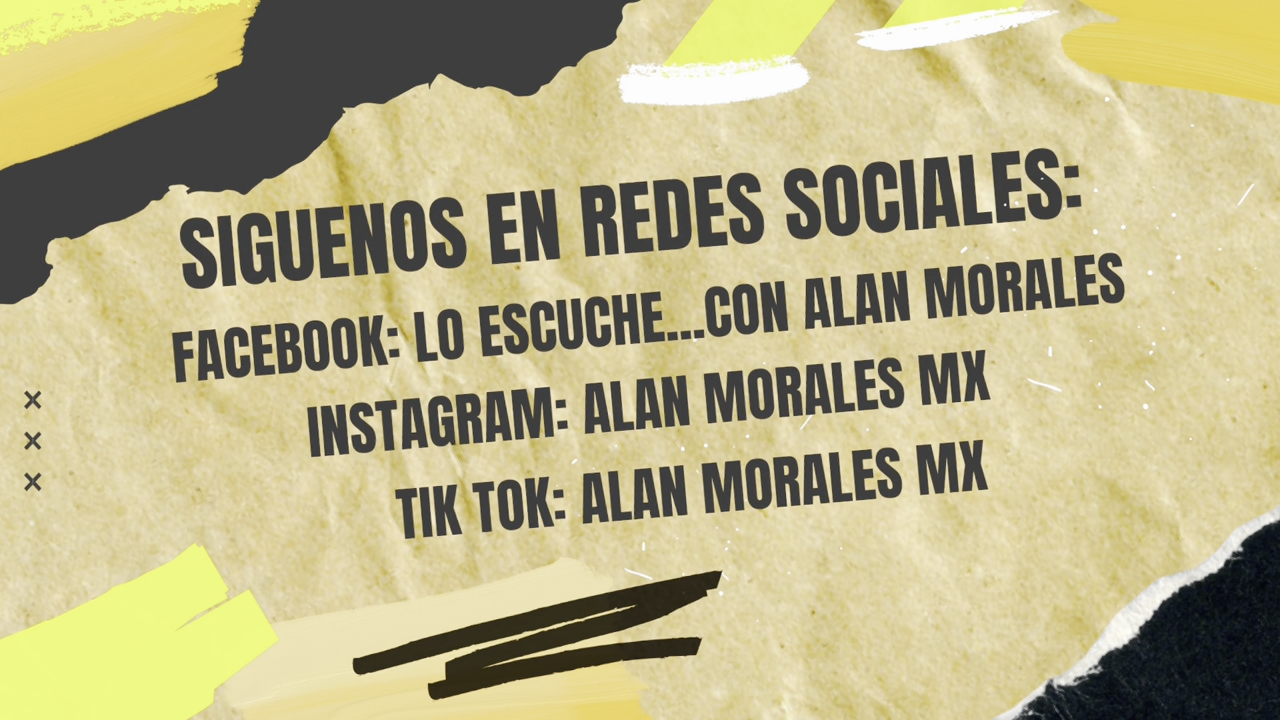 SIGUENOS EN REDES SOCIALES:
FACEBOOK: LO ESCUCHE...CON ALAN MORALES
INSTAGRAM: ALAN MORALES MX
TIK TOK: ALAN MORALES MX